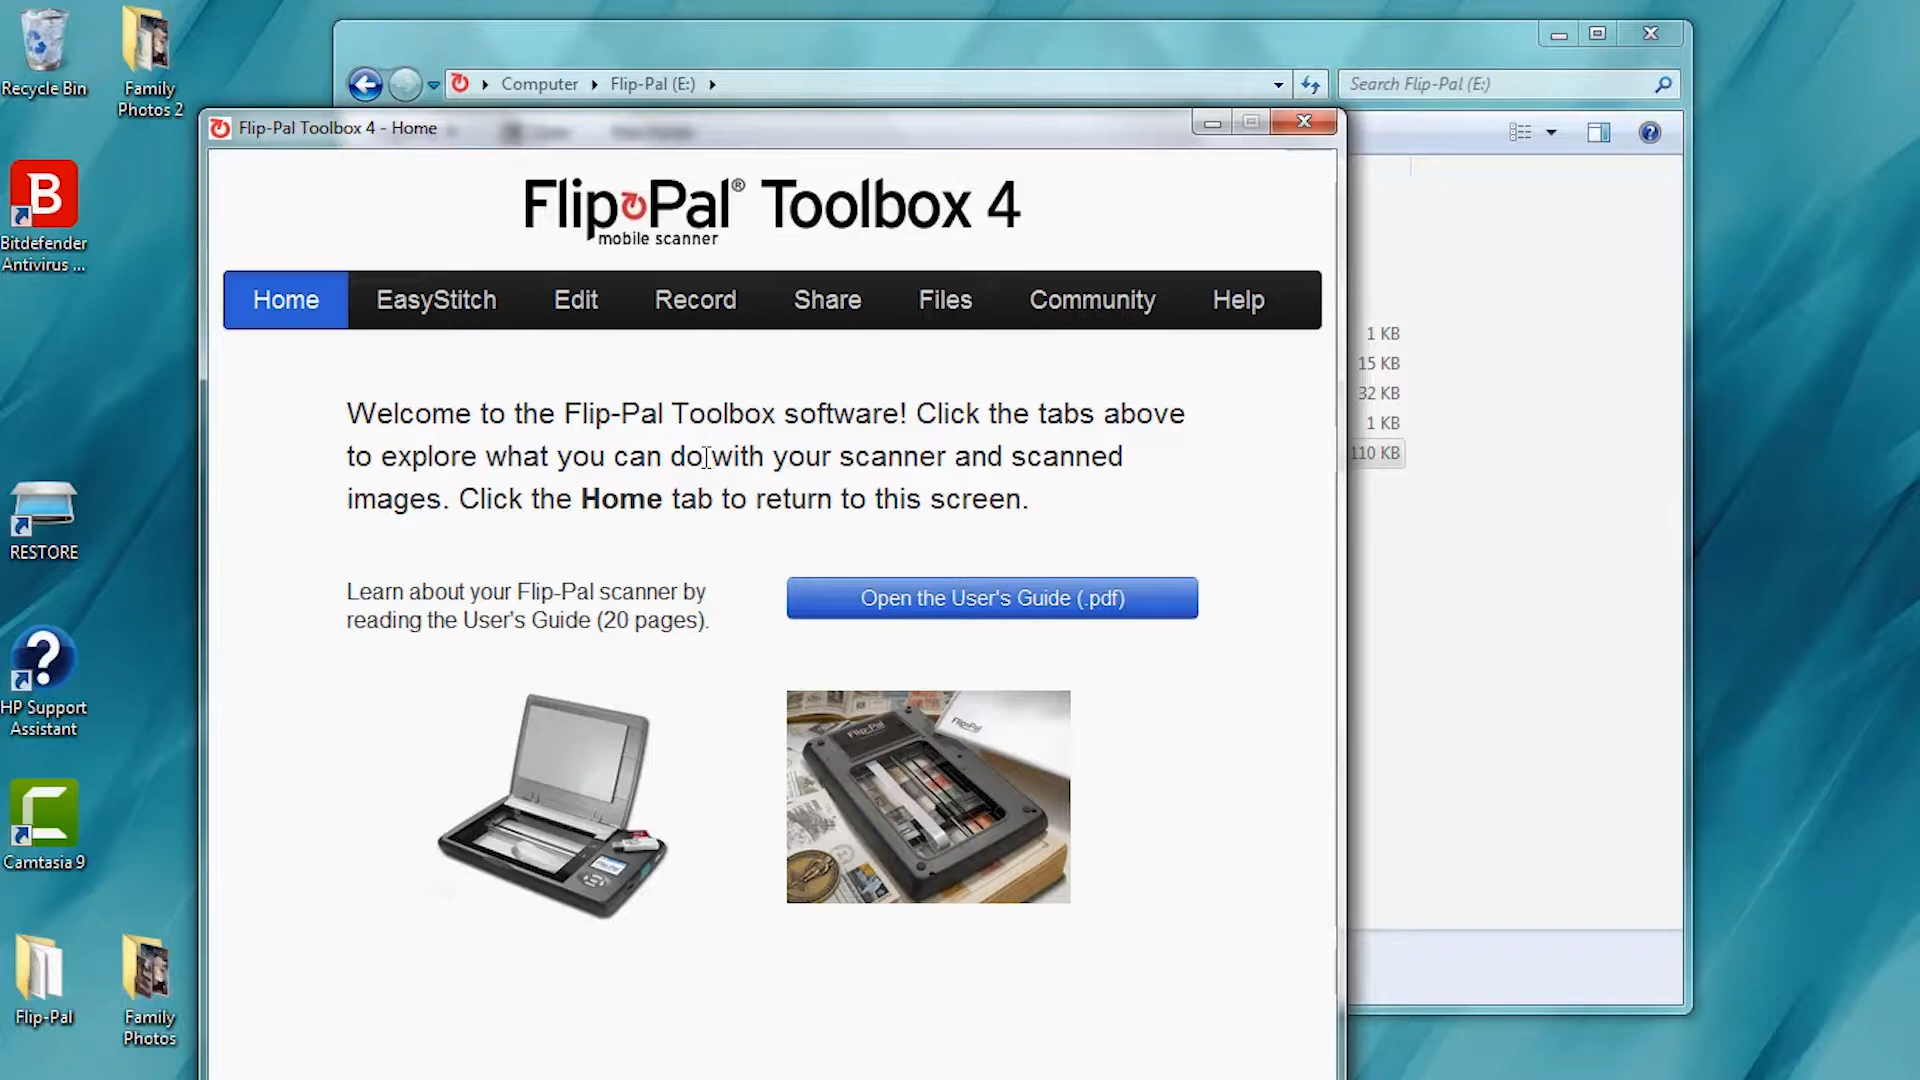 Recycle Bin
Family
Photos 2
Bitdefender
Antivirus ...
RESTORE
HP Support
Assistant
Camtasia 9
Flip-Pal
Family
Photos
Computer
Flip-Pal (E:)
Search Flip-Pal (E:)
Flip-Pal Toolbox 4 - Home
Flip Pal® Toolbox 4
mobile scanner
Home
EasyStitch
Edit
Record
Share
Files
Community
Help
Welcome to the Flip-Pal Toolbox software! Click the tabs above
to explore what you can do with your scanner and scanned
images. Click the Home tab to return to this screen.
Learn about your Flip-Pal scanner by
reading the User's Guide (20 pages).
Open the User's Guide (.pdf)
1 KB
15 KB
32 KB
1 KB
110 KB